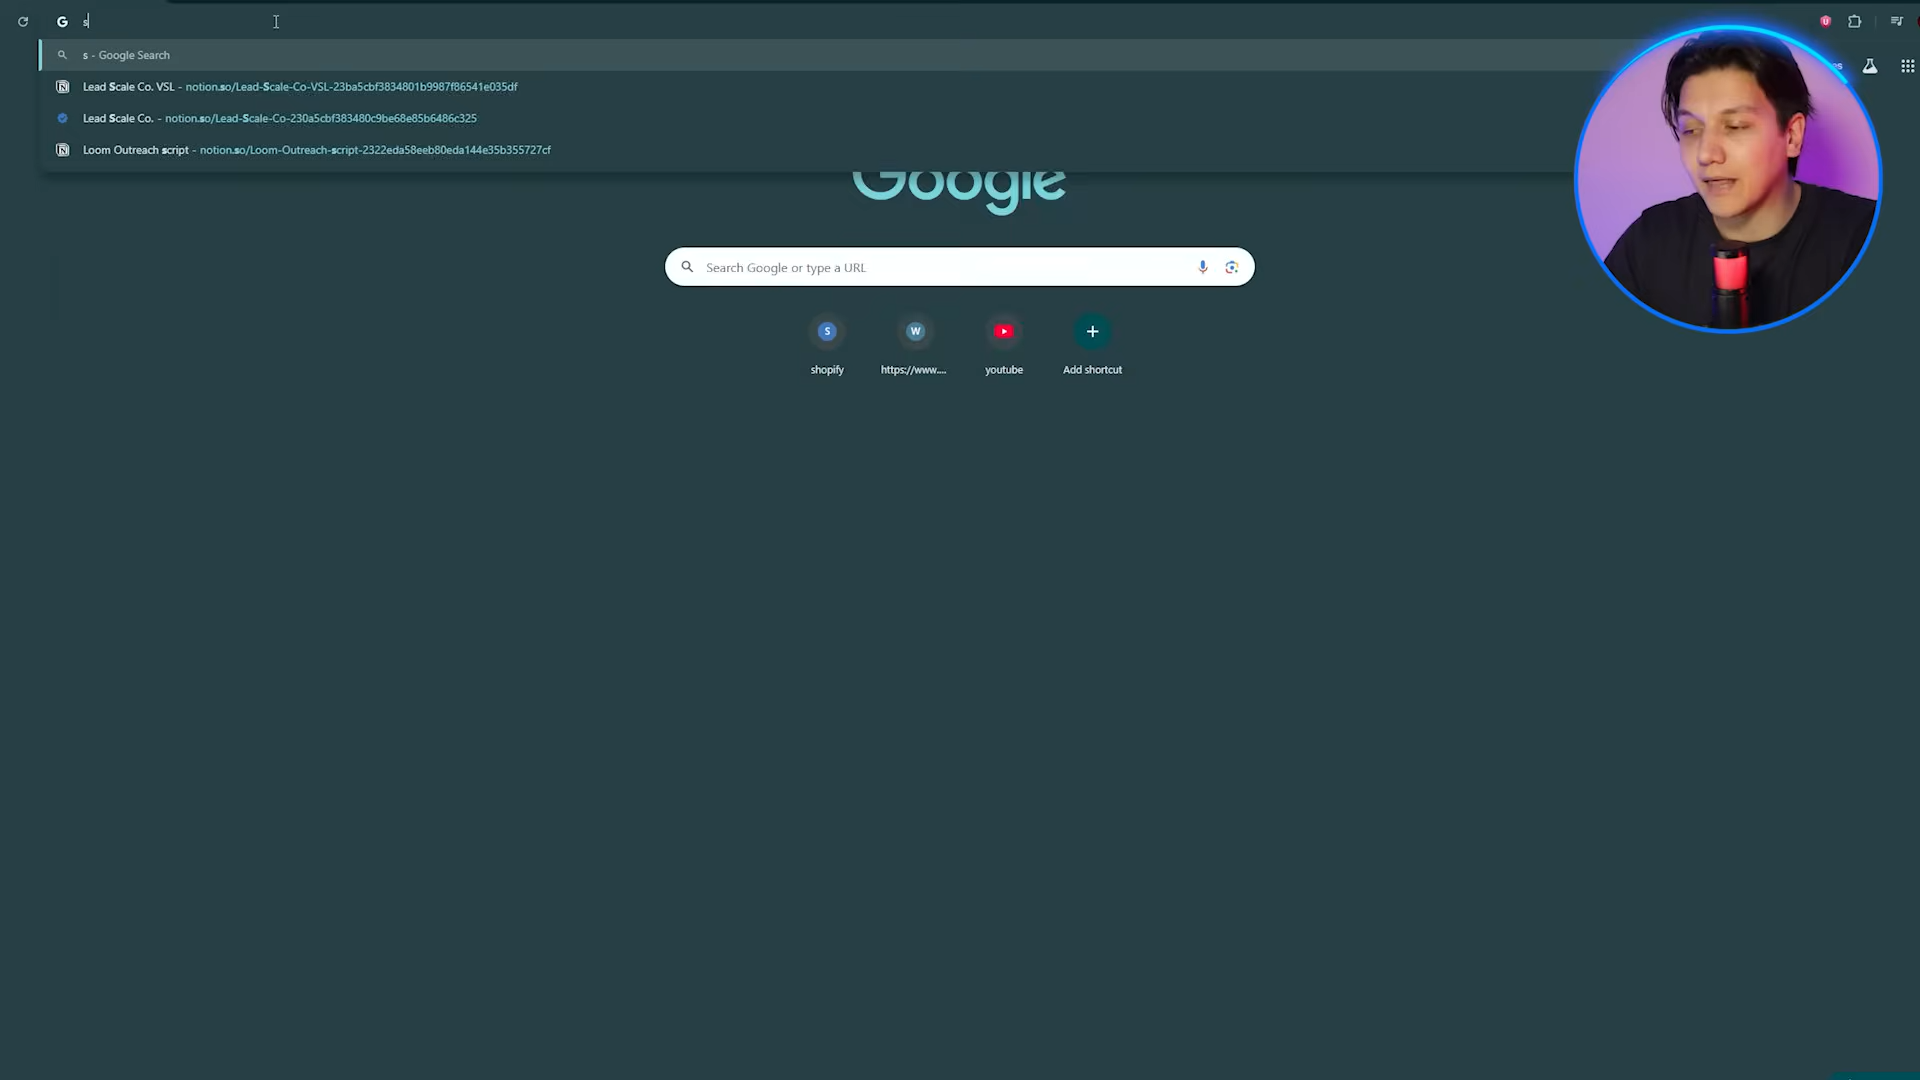 s
s - Google Search
Lead Scale Co. VSL - notion.so/Lead-Scale-Co-VSL-23ba5cbf3834801b9987f86541e035df
Lead Scale Co. - notion.so/Lead-Scale-Co-230a5cbf383480c9be68e85b6486c325
Loom Outreach script - notion.so/Loom-Outreach-script-2322eda58eeb80eda144e35b355727cf
Google
Search Google or type a URL
S
W
shopify
https://www....
youtube
Add shortcut